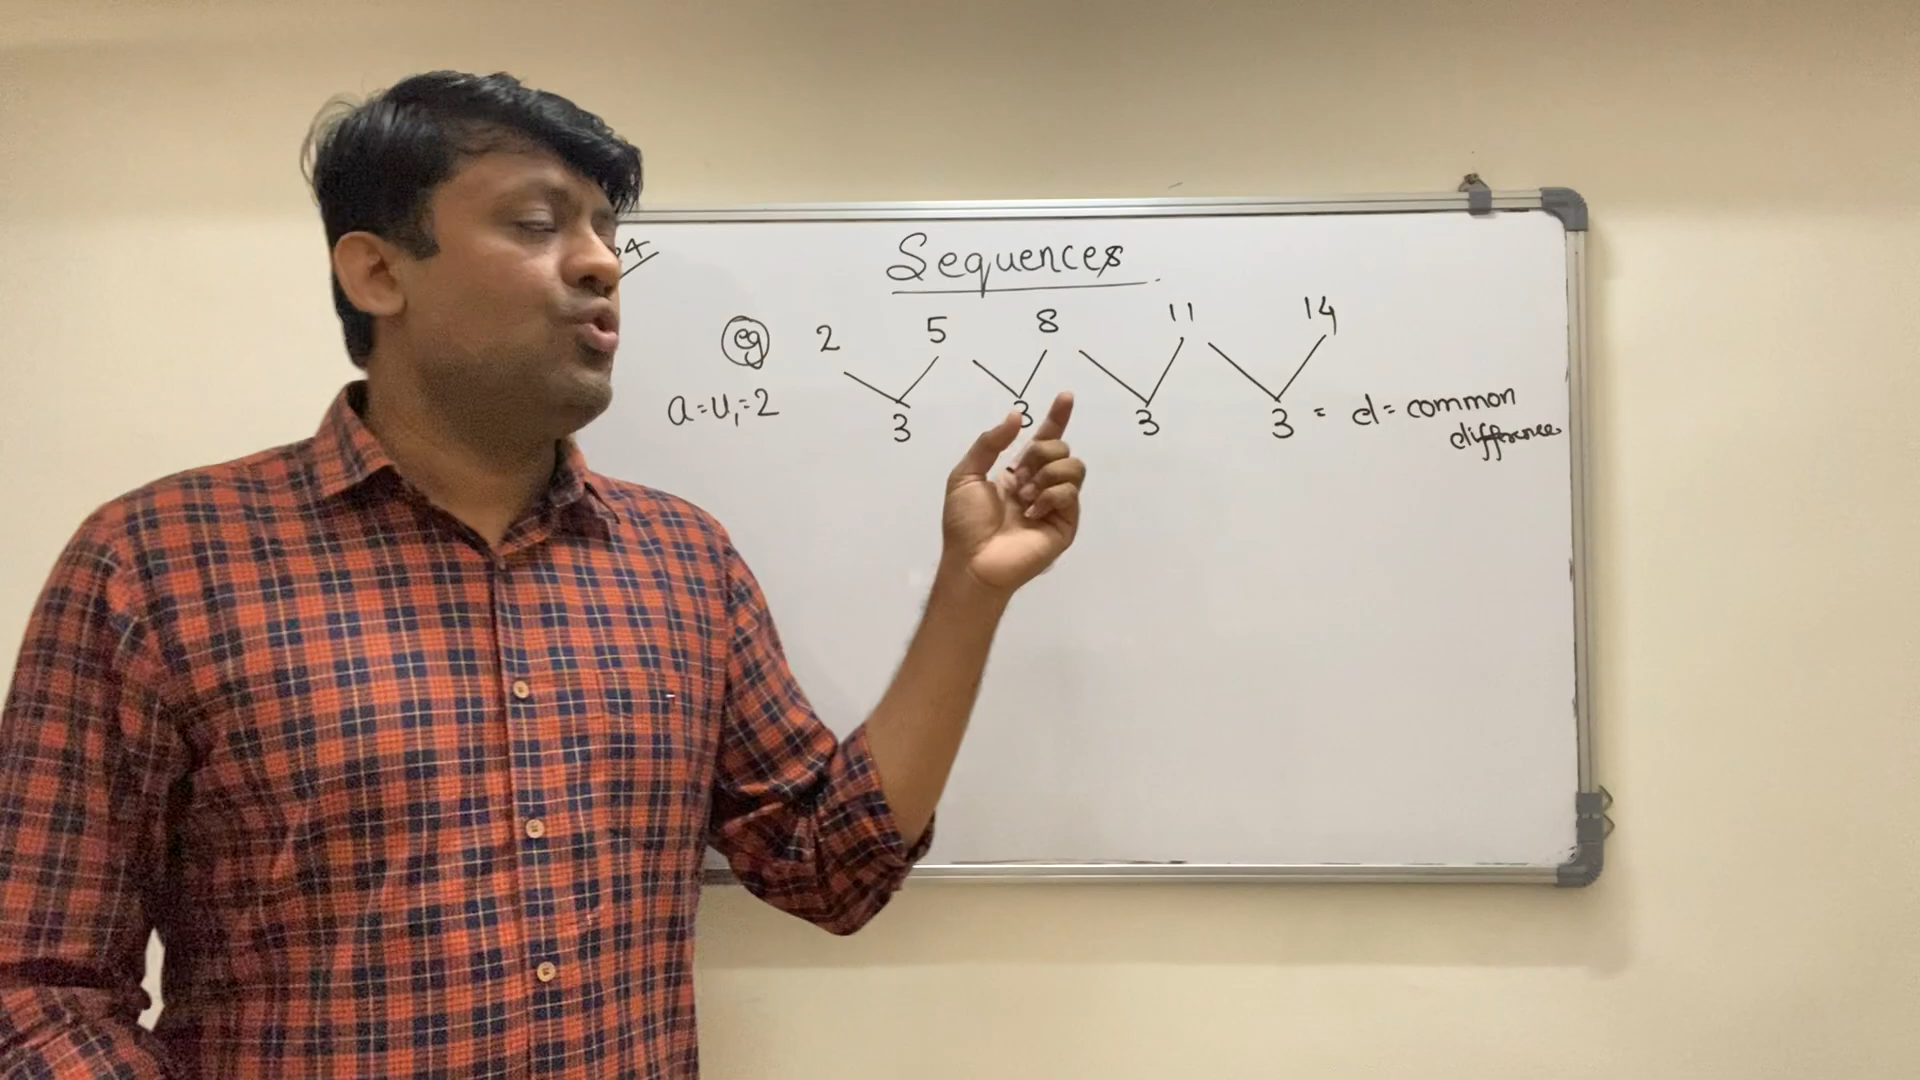 Sequences
eg 2 5 8 11 14
a=U₁=2 3 3 3 3 = d= common
difference